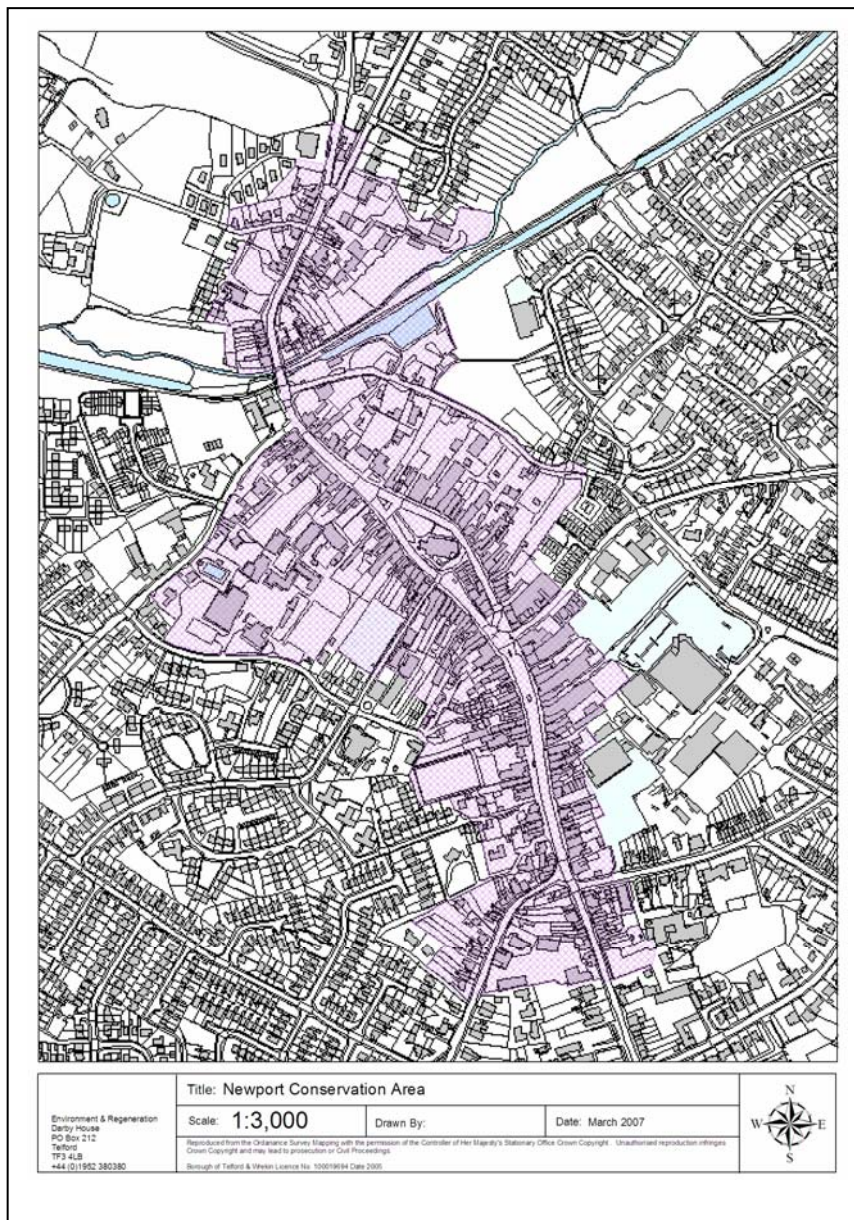 Environment & Regeneration
Darby House
PO Box 212
Telford
TF3 4LB
+44 (0)1952 380380
Title: Newport Conservation Area
Scale: 1:3,000
Drawn By:
Date: March 2007
Reproduced from the Ordanance Survey Mapping with the permission of the Controller of Her Majesty's Stationary Office Crown Copyright. Unauthorised reproduction infringes
Crown Copyright and may lead to prosecution or Civil Proceedings.
Borough of Telford & Wrekin Licence No. 100019694 Date 2005
N
W
E
S